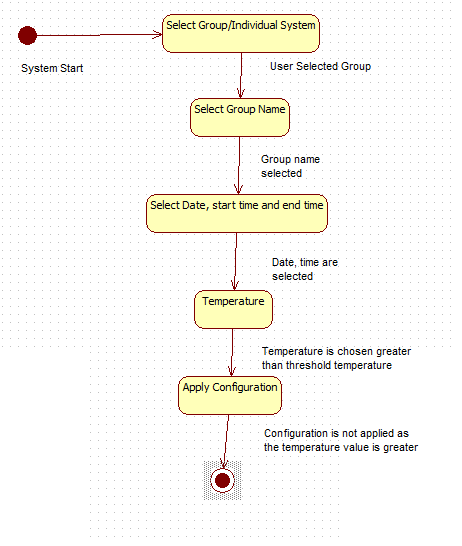 Select Group/Individual System
System Start
User Selected Group
Select Group Name
Group name
selected
Select Date, start time and end time
Date, time are
selected
Temperature
Temperature is chosen greater
than threshold temperature
Apply Configuration
Configuration is not applied as
the temperature value is greater